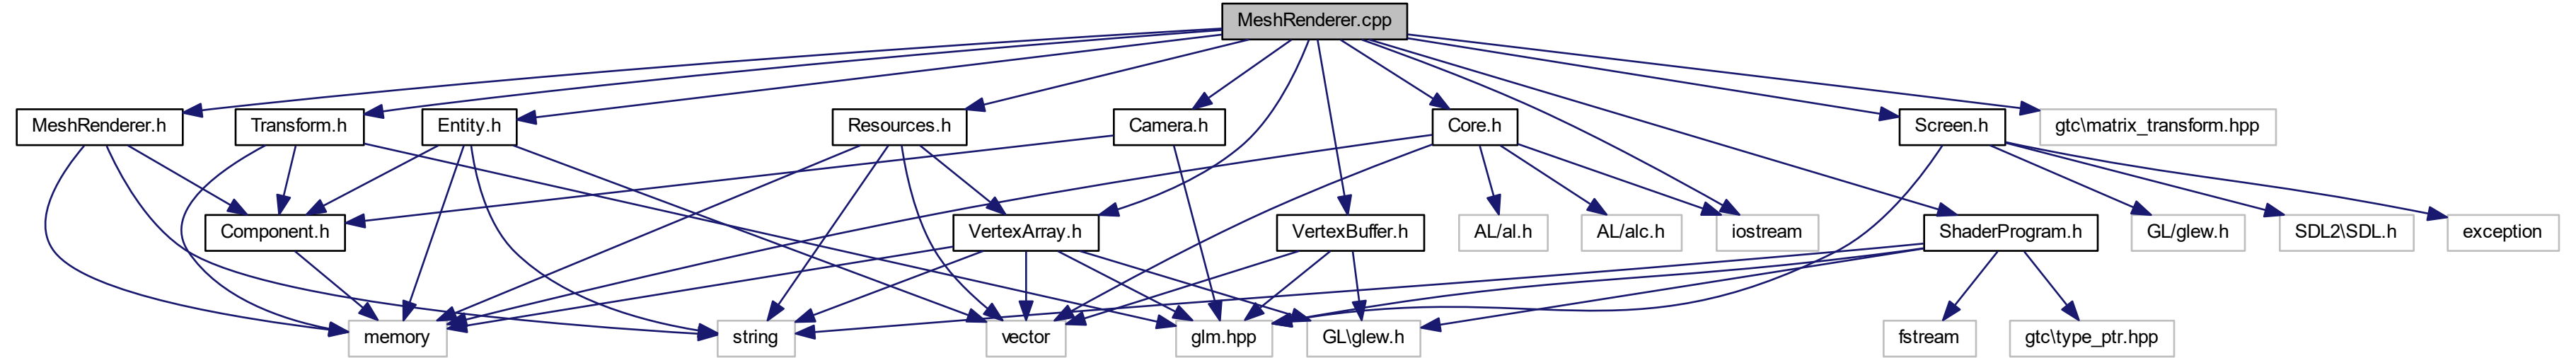 MeshRenderer.cpp
MeshRenderer.h
Transform.h
Entity.h
Resources.h
Camera.h
Core.h
Screen.h
gtc\matrix_transform.hpp
Component.h
VertexArray.h
VertexBuffer.h
AL/al.h
AL/alc.h
iostream
ShaderProgram.h
GL/glew.h
SDL2\SDL.h
exception
memory
string
vector
glm.hpp
GL\glew.h
fstream
gtc\type_ptr.hpp